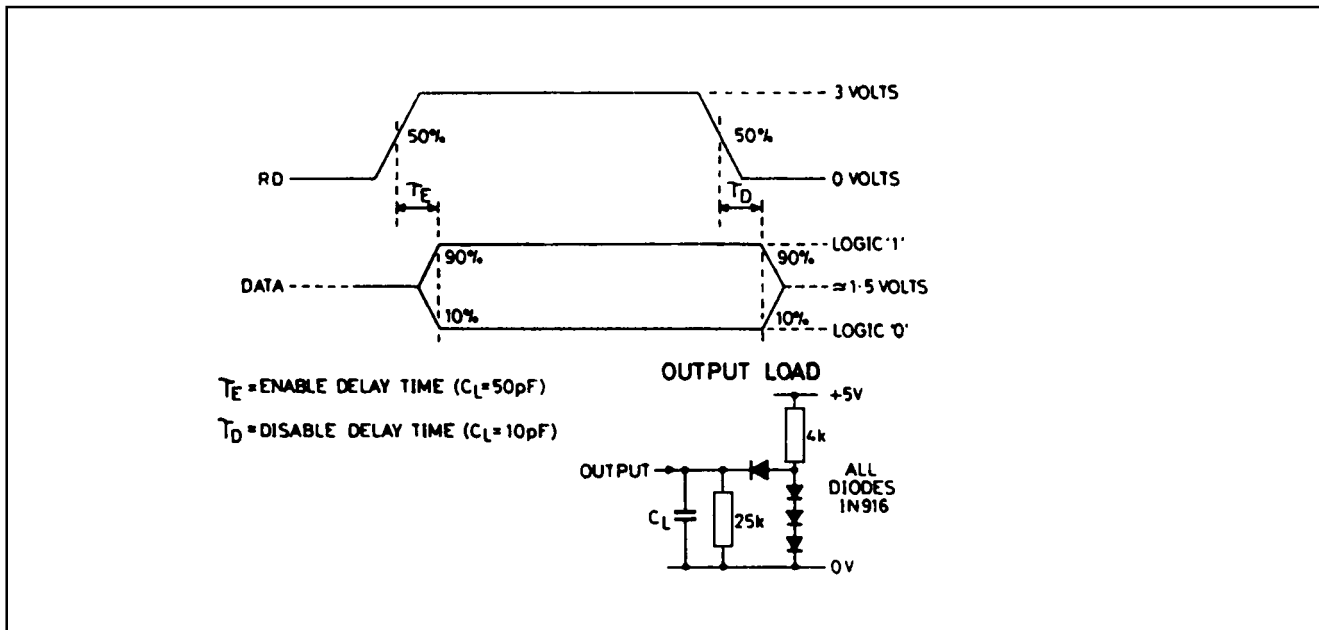 3 VOLTS
50%
50%
RD
0 VOLTS
TE
TD
LOGIC '1'
90%
90%
DATA
≈1·5 VOLTS
10%
10%
LOGIC '0'
OUTPUT LOAD
TE = ENABLE DELAY TIME (CL=50pF)
+5V
TD = DISABLE DELAY TIME (CL=10pF)
4k
OUTPUT
ALL
DIODES
IN916
CL
25k
0V